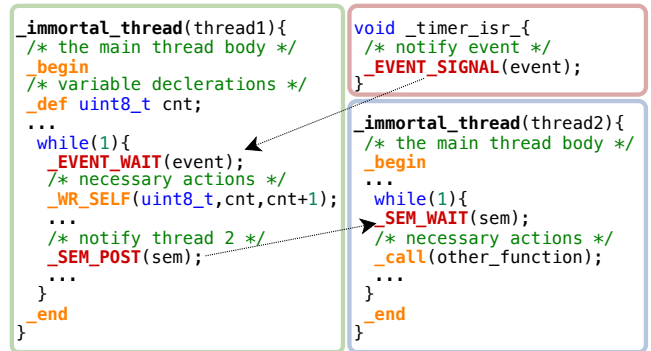 _immortal_thread(thread1){
/* the main thread body */
_begin
/* variable declerations */
_def uint8_t cnt;
...
while(1){
_EVENT_WAIT(event);
/* necessary actions */
_WR_SELF(uint8_t,cnt,cnt+1);
...
/* notify thread 2 */
_SEM_POST(sem);
...
}
_end
}
void _timer_isr_{
/* notify event */
_EVENT_SIGNAL(event);
}
_immortal_thread(thread2){
/* the main thread body */
_begin
...
while(1){
_SEM_WAIT(sem);
/* necessary actions */
_call(other_function);
...
}
_end
}